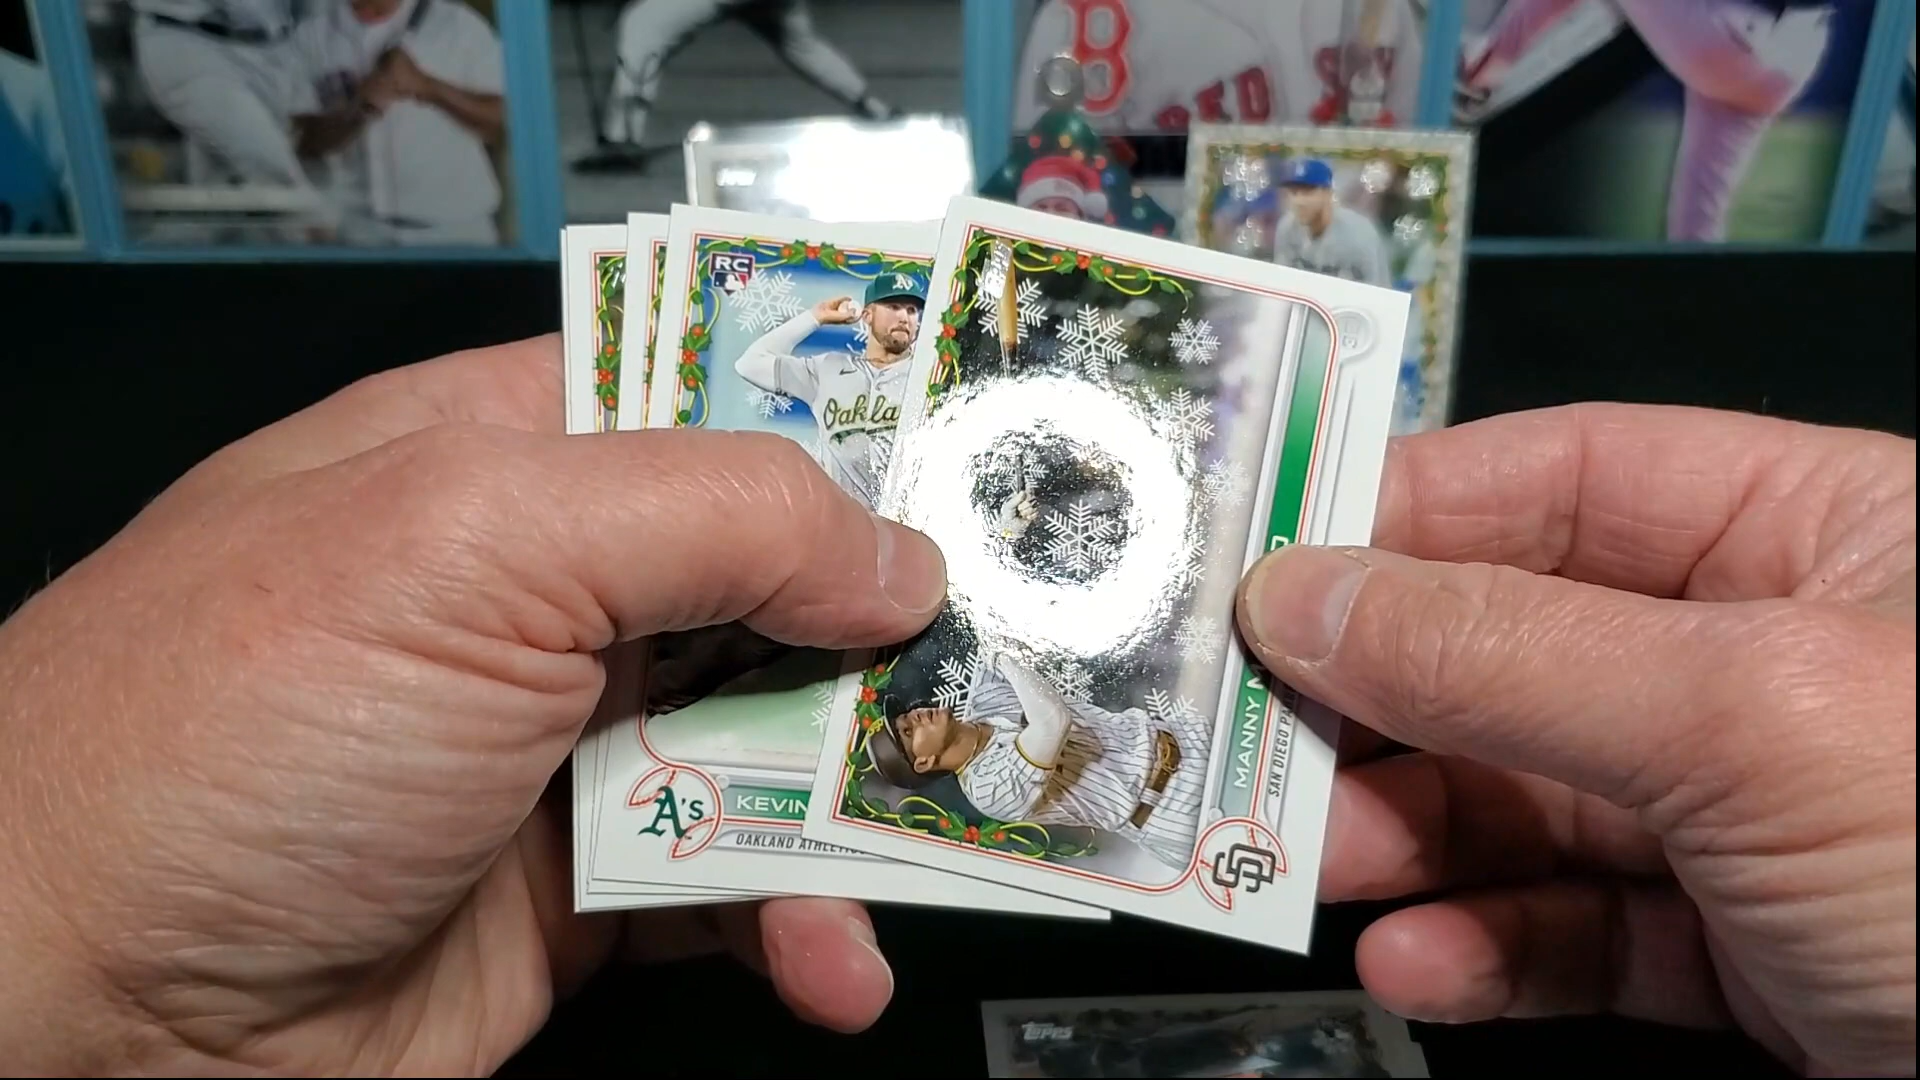 B
RED SOX
RC
Oakla
A's
KEVIN
OAKLAND ATHLETICS
MANNY M
SAN DIEGO PA
SD
TOPPS